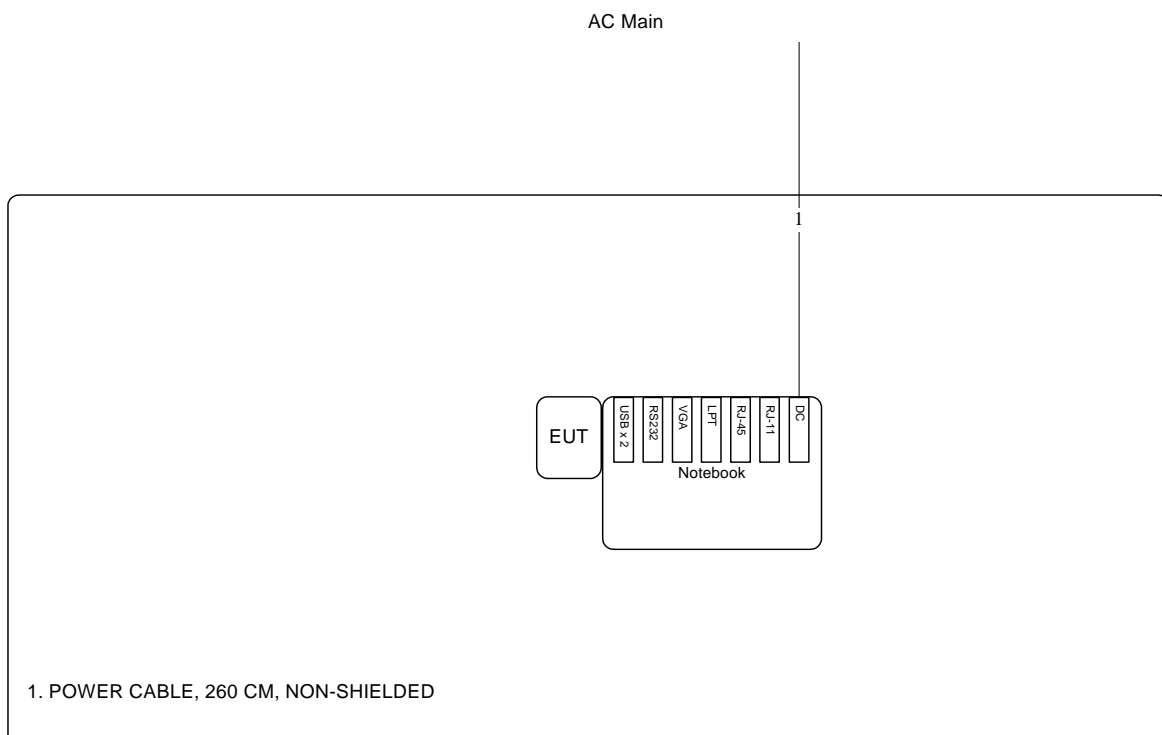 AC Main
1
EUT
USB x 2
RS232
VGA
LPT
RJ-45
RJ-11
DC
Notebook
1. POWER CABLE, 260 CM, NON-SHIELDED